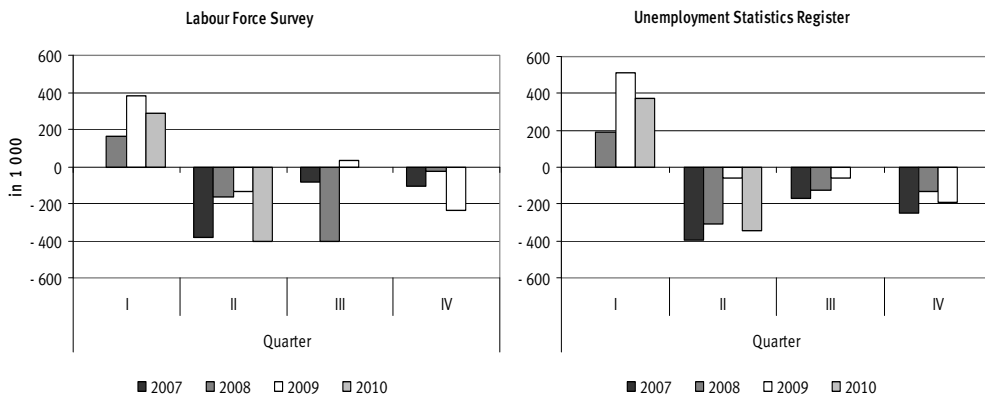 Labour Force Survey
600
400
200
0
- 200
- 400
- 600
in 1 000
I II III IV
Quarter
2007 2008 2009 2010
Unemployment Statistics Register
600
400
200
0
- 200
- 400
- 600
I II III IV
Quarter
2007 2008 2009 2010